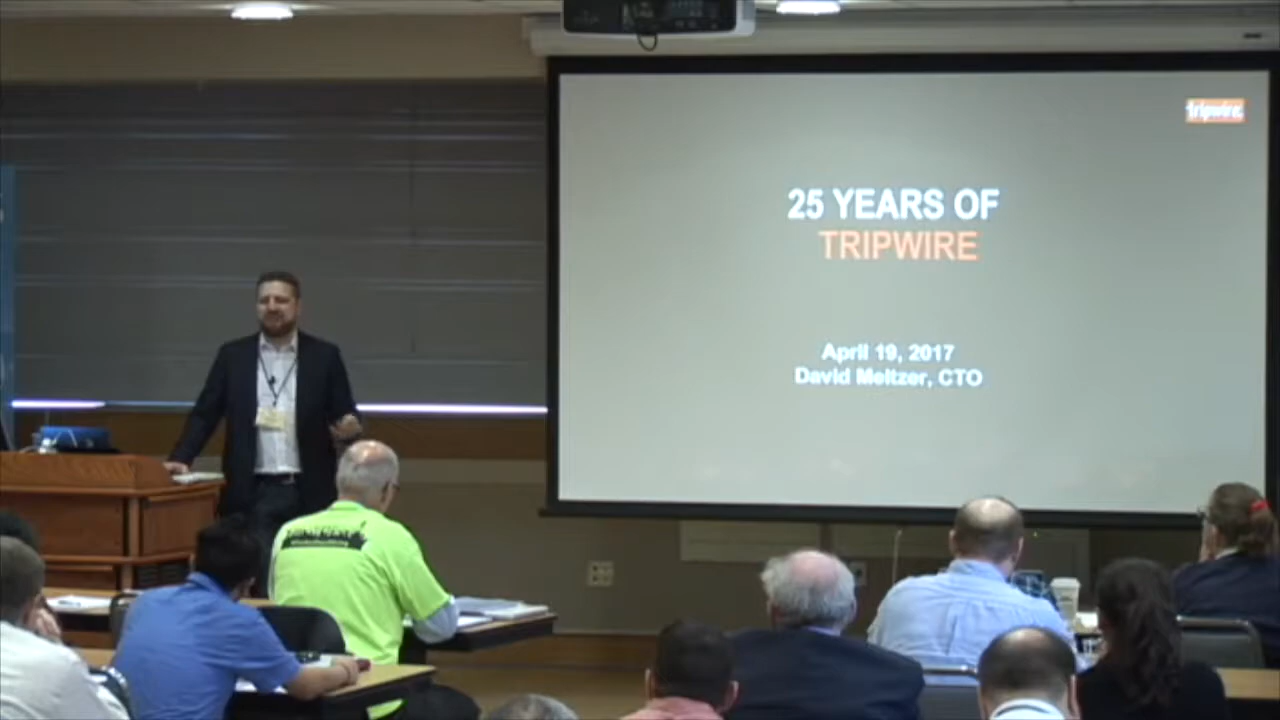 tripwire.
25 YEARS OF
TRIPWIRE
April 19, 2017
David Meltzer, CTO